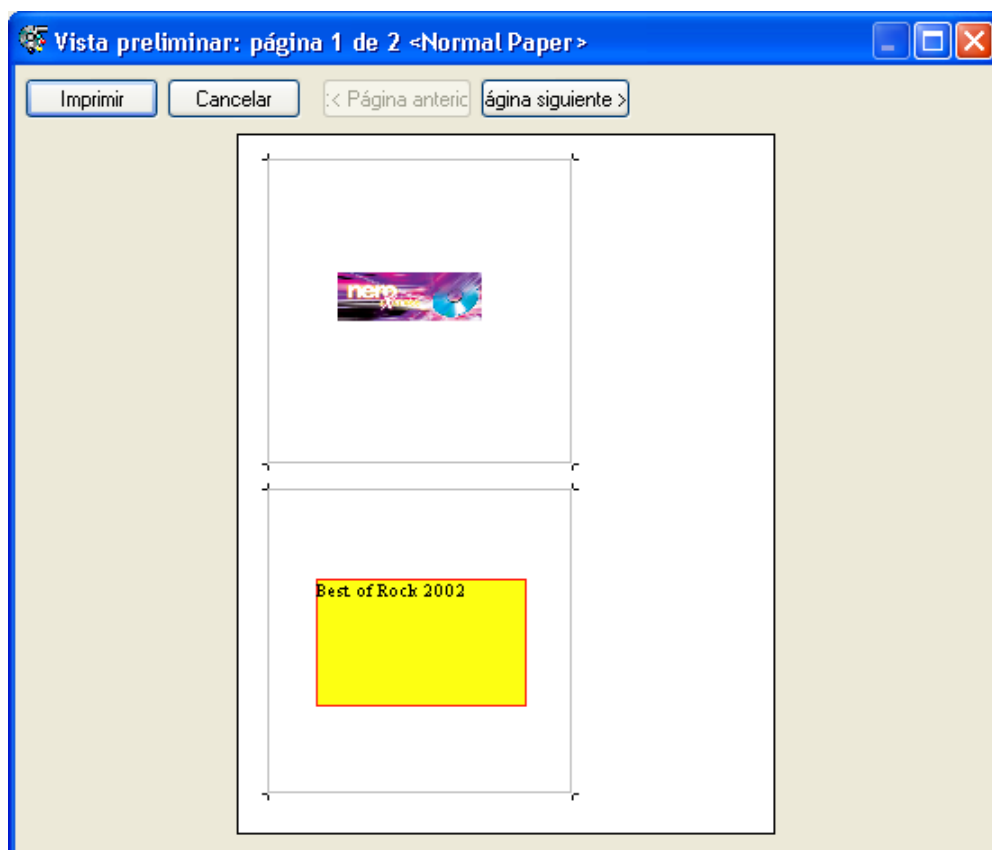 Vista preliminar: página 1 de 2 <Normal Paper>
Imprimir Cancelar :< Página anteric ágina siguiente >
nero
Best of Rock 2002